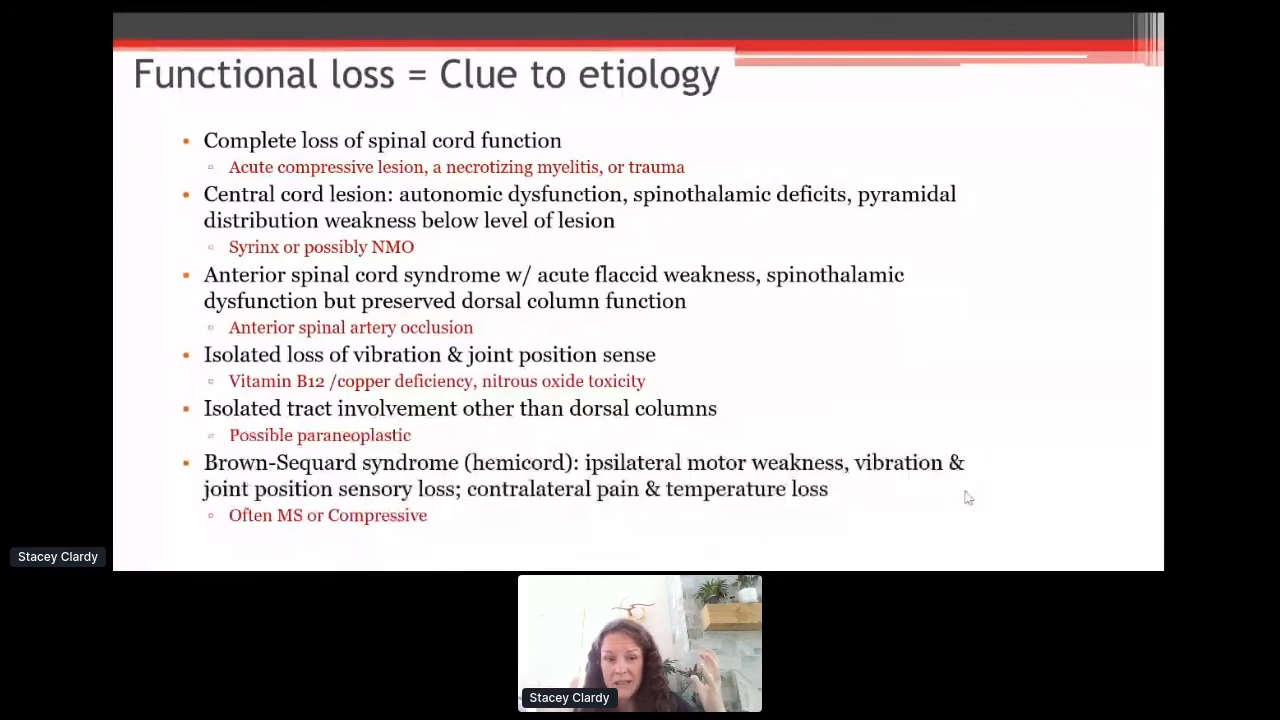 Functional loss = Clue to etiology
• Complete loss of spinal cord function
▫ Acute compressive lesion, a necrotizing myelitis, or trauma
• Central cord lesion: autonomic dysfunction, spinothalamic deficits, pyramidal
distribution weakness below level of lesion
▫ Syrinx or possibly NMO
• Anterior spinal cord syndrome w/ acute flaccid weakness, spinothalamic
dysfunction but preserved dorsal column function
▫ Anterior spinal artery occlusion
• Isolated loss of vibration & joint position sense
▫ Vitamin B12 /copper deficiency, nitrous oxide toxicity
• Isolated tract involvement other than dorsal columns
▫ Possible paraneoplastic
• Brown-Sequard syndrome (hemicord): ipsilateral motor weakness, vibration &
joint position sensory loss; contralateral pain & temperature loss
▫ Often MS or Compressive
Stacey Clardy
Stacey Clardy